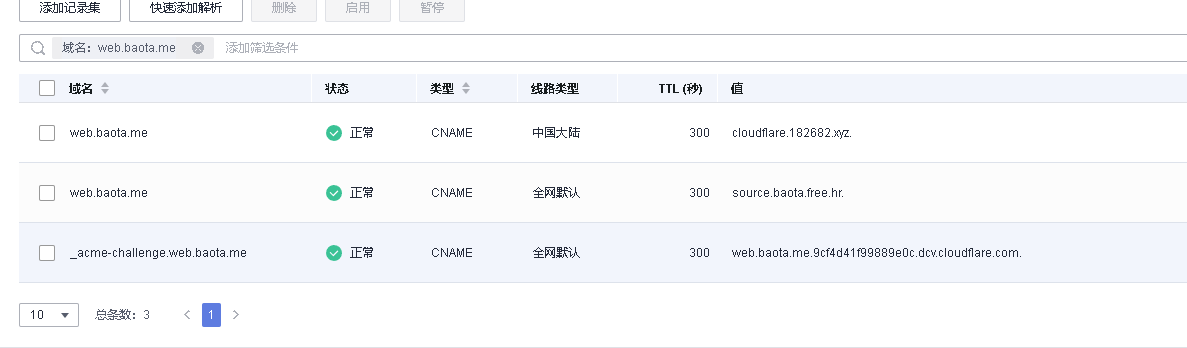 添加记录集 快速添加解析 删除 启用 暂停
域名：web.baota.me 添加筛选条件
域名 状态 类型 线路类型 TTL (秒) 值
web.baota.me 正常 CNAME 中国大陆 300 cloudflare.182682.xyz.
web.baota.me 正常 CNAME 全网默认 300 source.baota.free.hr.
_acme-challenge.web.baota.me 正常 CNAME 全网默认 300 web.baota.me.9cf4d41f99889e0c.dcv.cloudflare.com.
10 总条数：3 < 1 >